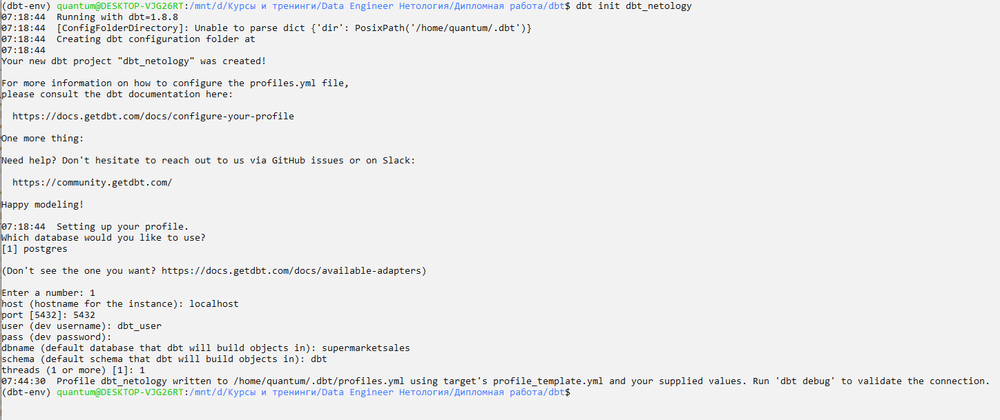 (dbt-env) quantum@DESKTOP-VJG26RT:/mnt/d/Курсы и тренинги/Data Engineer Нетология/Дипломная работа/dbt$ dbt init dbt_netology
07:18:44  Running with dbt=1.8.8
07:18:44  [ConfigFolderDirectory]: Unable to parse dict {'dir': PosixPath('/home/quantum/.dbt')}
07:18:44  Creating dbt configuration folder at
07:18:44
Your new dbt project "dbt_netology" was created!
For more information on how to configure the profiles.yml file,
please consult the dbt documentation here:
https://docs.getdbt.com/docs/configure-your-profile
One more thing:
Need help? Don't hesitate to reach out to us via GitHub issues or on Slack:
https://community.getdbt.com/
Happy modeling!
07:18:44  Setting up your profile.
Which database would you like to use?
[1] postgres
(Don't see the one you want? https://docs.getdbt.com/docs/available-adapters)
Enter a number: 1
host (hostname for the instance): localhost
port [5432]: 5432
user (dev username): dbt_user
pass (dev password):
dbname (default database that dbt will build objects in): supermarketsales
schema (default schema that dbt will build objects in): dbt
threads (1 or more) [1]: 1
07:44:30  Profile dbt_netology written to /home/quantum/.dbt/profiles.yml using target's profile_template.yml and your supplied values. Run 'dbt debug' to validate the connection.
(dbt-env) quantum@DESKTOP-VJG26RT:/mnt/d/Курсы и тренинги/Data Engineer Нетология/Дипломная работа/dbt$